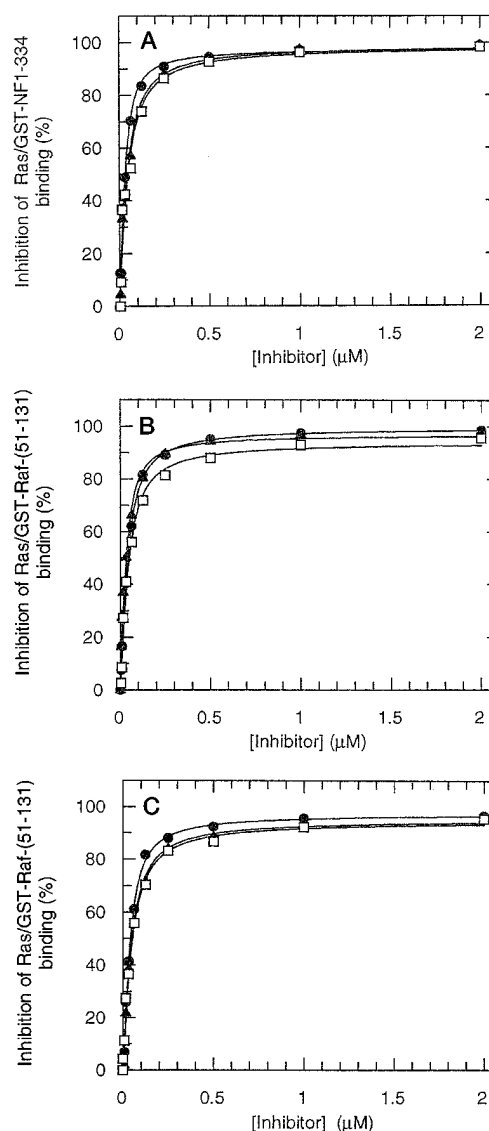 A
Inhibition of Ras/GST-NF1-334
binding (%)
100
80
60
40
20
0
0 0.5 1 1.5 2
[Inhibitor] (μM)
B
Inhibition of Ras/GST-Raf-(51-131)
binding (%)
100
80
60
40
20
0
0 0.5 1 1.5 2
[Inhibitor] (μM)
C
Inhibition of Ras/GST-Raf-(51-131)
binding (%)
100
80
60
40
20
0
0 0.5 1 1.5 2
[Inhibitor] (μM)